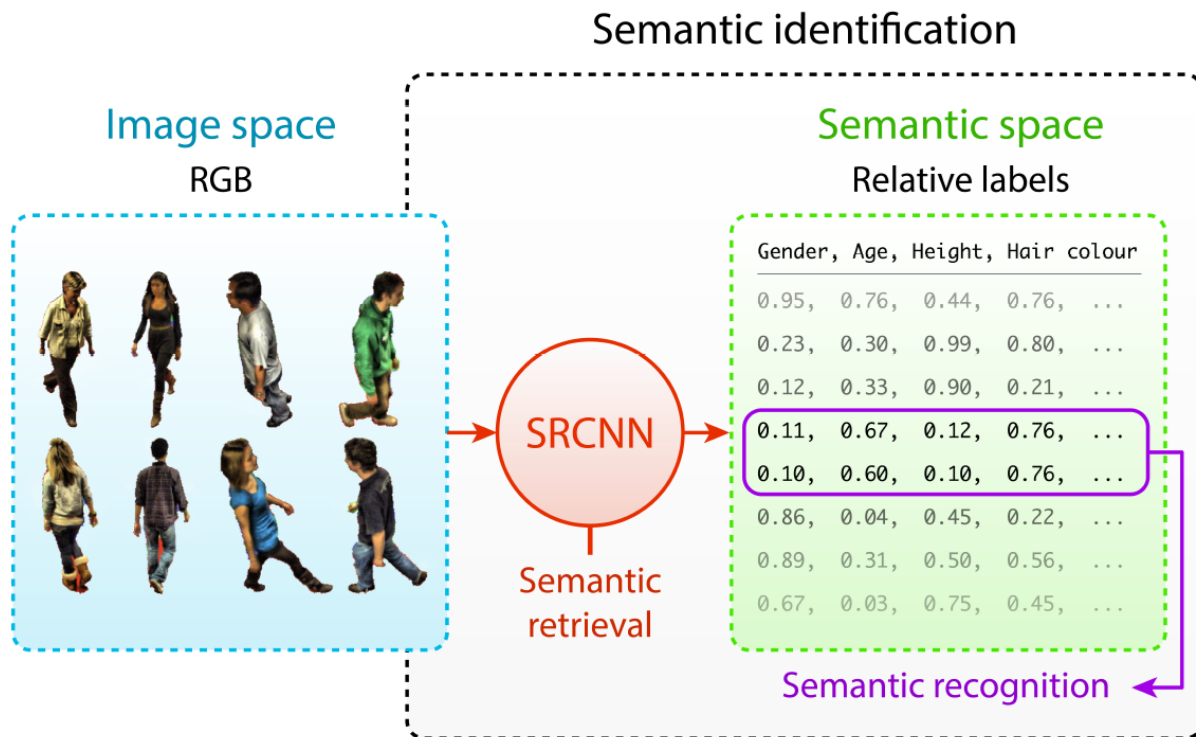 Semantic identification
Image space
RGB
Semantic space
Relative labels
Gender, Age, Height, Hair colour
0.95, 0.76, 0.44, 0.76, ...
0.23, 0.30, 0.99, 0.80, ...
0.12, 0.33, 0.90, 0.21, ...
0.11, 0.67, 0.12, 0.76, ...
0.10, 0.60, 0.10, 0.76, ...
0.86, 0.04, 0.45, 0.22, ...
0.89, 0.31, 0.50, 0.56, ...
0.67, 0.03, 0.75, 0.45, ...
SRCNN
Semantic
retrieval
Semantic recognition